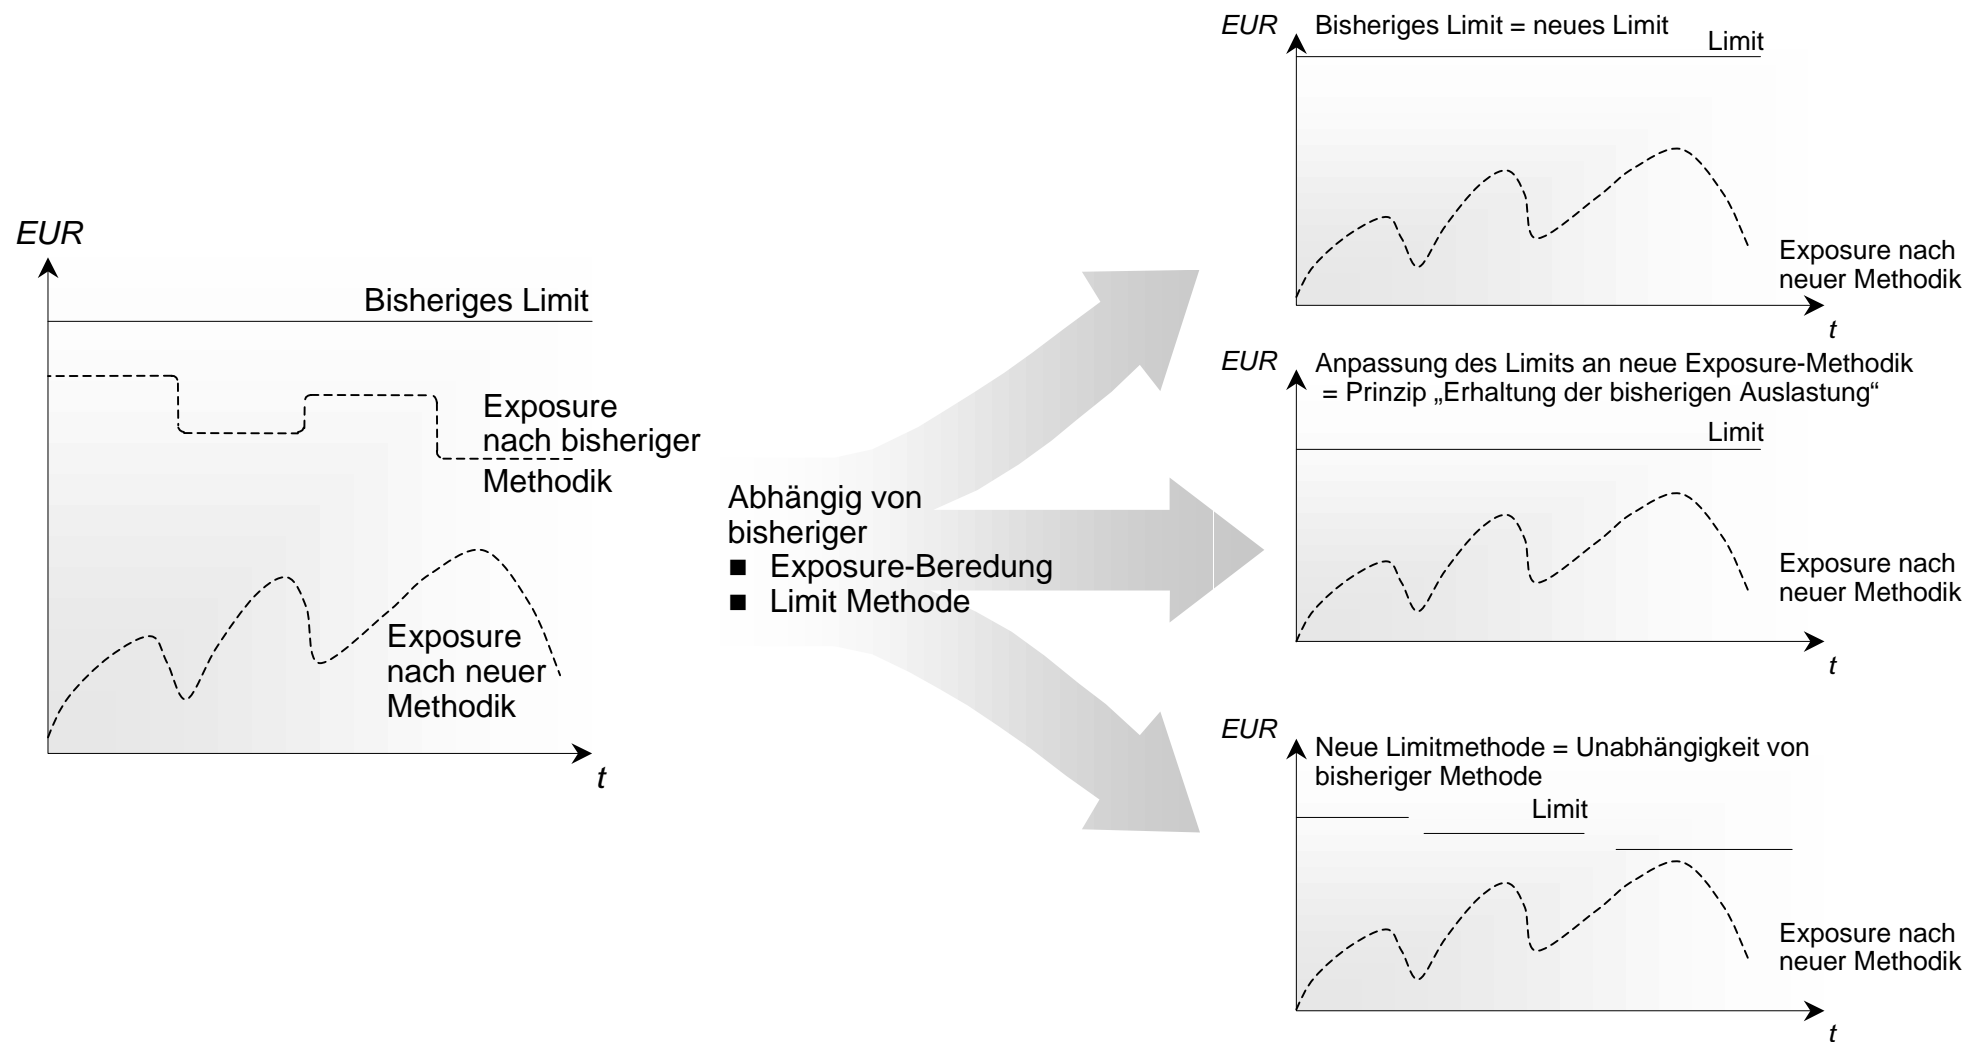 EUR
Bisheriges Limit
Exposure
nach bisheriger
Methodik
Exposure
nach neuer
Methodik
t
Abhängig von
bisheriger
■ Exposure-Beredung
■ Limit Methode
EUR
Bisheriges Limit = neues Limit
Limit
Exposure nach
neuer Methodik
t
EUR
Anpassung des Limits an neue Exposure-Methodik
= Prinzip „Erhaltung der bisherigen Auslastung“
Limit
Exposure nach
neuer Methodik
t
EUR
Neue Limitmethode = Unabhängigkeit von
bisheriger Methode
Limit
Exposure nach
neuer Methodik
t